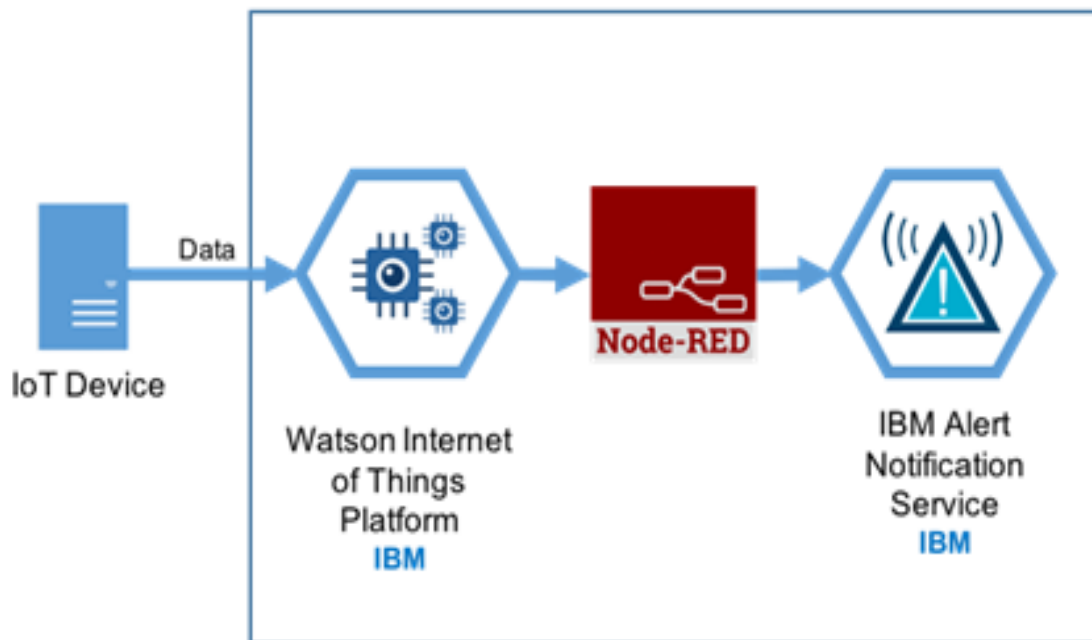 Data
IoT Device
Node-RED
Watson Internet
of Things
Platform
IBM
IBM Alert
Notification
Service
IBM